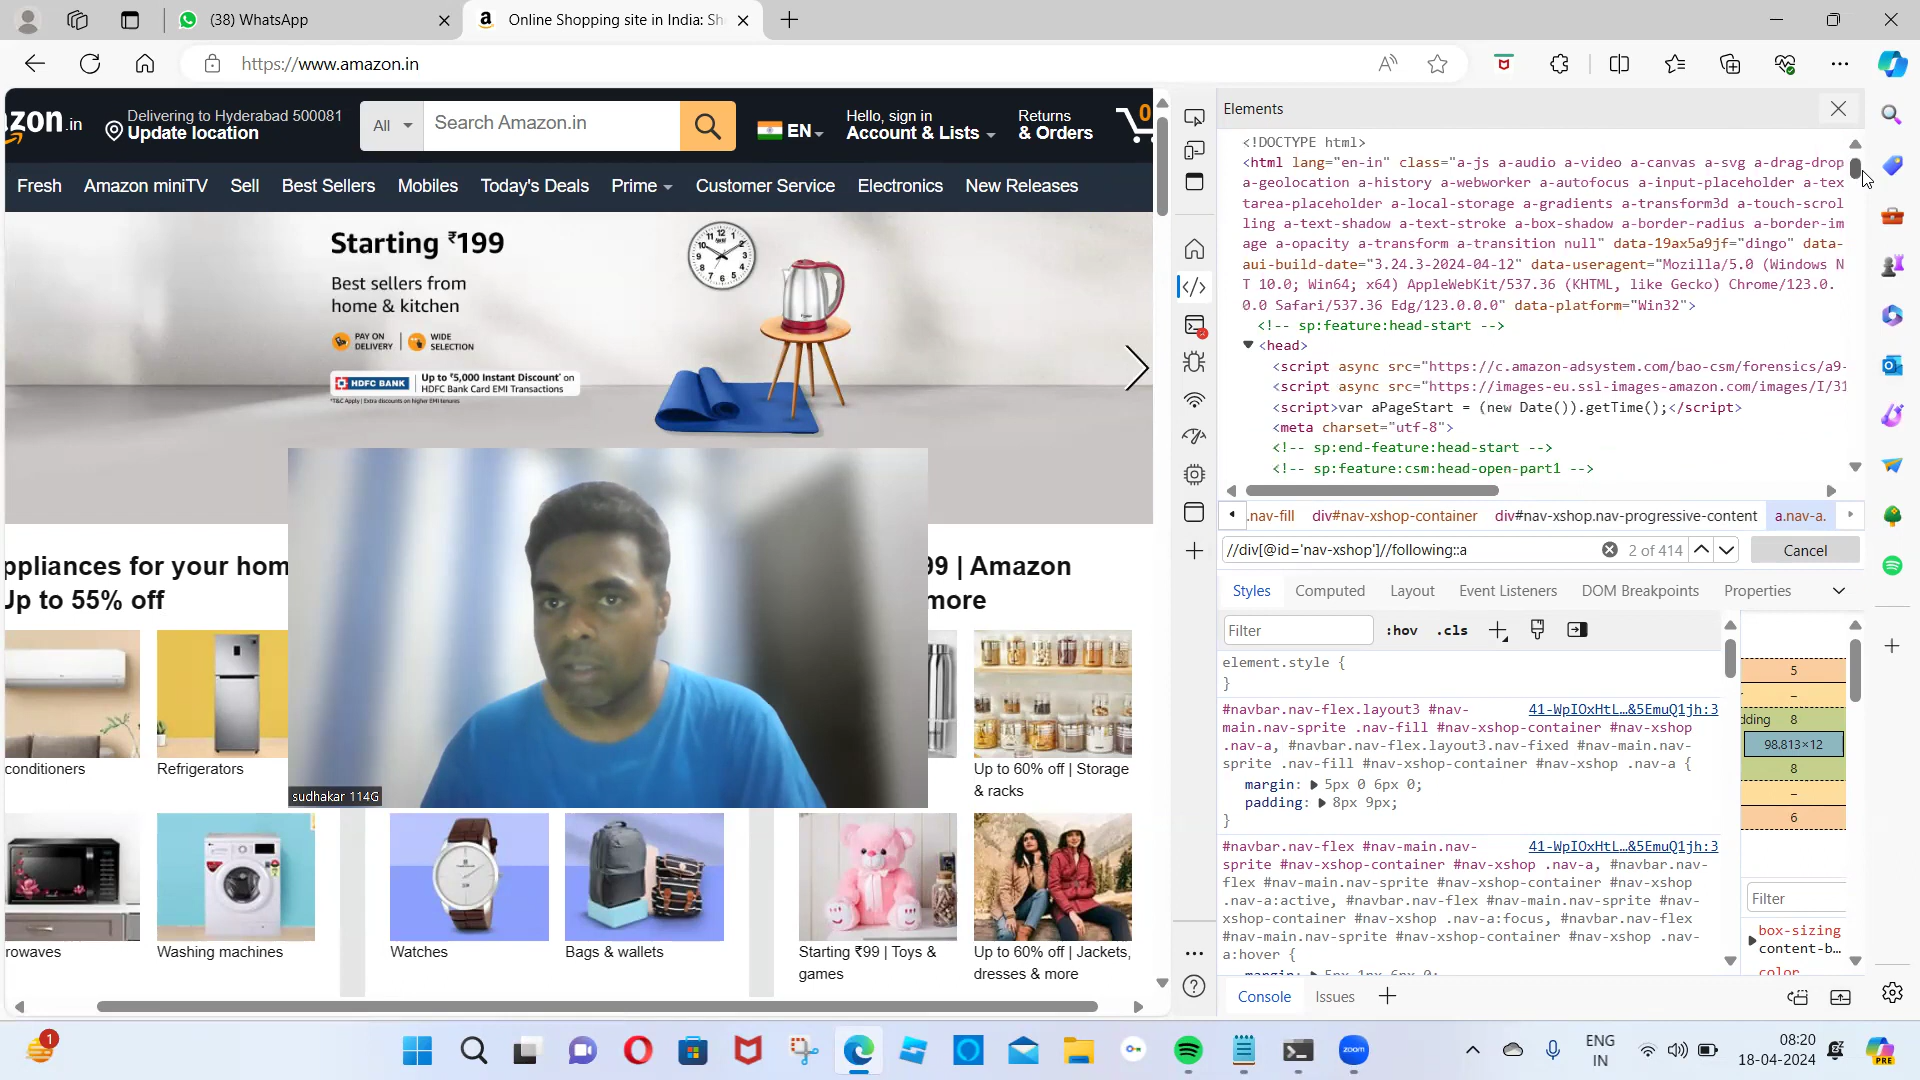 (38) WhatsApp
Online Shopping site in India: Sh
https://www.amazon.in
zon.in
Delivering to Hyderabad 500081
Update location
All
Search Amazon.in
EN
Hello, sign in
Account & Lists
Returns
& Orders
0
Fresh Amazon miniTV Sell Best Sellers Mobiles Today's Deals Prime Customer Service Electronics New Releases
Starting ₹199
Best sellers from
home & kitchen
PAY ON
DELIVERY
WIDE
SELECTION
HDFC BANK
Up to ₹5,000 Instant Discount* on
HDFC Bank Card EMI Transactions
*T&C Apply | Extra discounts on higher EMI tenures
ppliances for your hom
Up to 55% off
99 | Amazon
more
conditioners
Refrigerators
Up to 60% off | Storage
& racks
sudhakar 114G
rowaves
Washing machines
Watches
Bags & wallets
Starting ₹99 | Toys &
games
Up to 60% off | Jackets,
dresses & more
Elements
<!DOCTYPE html>
<html lang="en-in" class="a-js a-audio a-video a-canvas a-svg a-drag-drop
a-geolocation a-history a-webworker a-autofocus a-input-placeholder a-tex
tarea-placeholder a-local-storage a-gradients a-transform3d a-touch-scrol
ling a-text-shadow a-text-stroke a-box-shadow a-border-radius a-border-im
age a-opacity a-transform a-transition null" data-19ax5a9jf="dingo" data-
aui-build-date="3.24.3-2024-04-12" data-useragent="Mozilla/5.0 (Windows N
T 10.0; Win64; x64) AppleWebKit/537.36 (KHTML, like Gecko) Chrome/123.0.
0.0 Safari/537.36 Edg/123.0.0.0" data-platform="Win32">
<!-- sp:feature:head-start -->
<head>
<script async src="https://c.amazon-adsystem.com/bao-csm/forensics/a9-
<script async src="https://images-eu.ssl-images-amazon.com/images/I/31
<script>var aPageStart = (new Date()).getTime();</script>
<meta charset="utf-8">
<!-- sp:end-feature:head-start -->
<!-- sp:feature:csm:head-open-part1 -->
.nav-fill div#nav-xshop-container div#nav-xshop.nav-progressive-content a.nav-a.
//div[@id='nav-xshop']//following::a
2 of 414
Cancel
Styles Computed Layout Event Listeners DOM Breakpoints Properties
Filter
:hov .cls
element.style {
}
#navbar.nav-flex.layout3 #nav- 41-WpIOxHtL…&5EmuQ1jh:3
main.nav-sprite .nav-fill #nav-xshop-container #nav-xshop
.nav-a, #navbar.nav-flex.layout3.nav-fixed #nav-main.nav-
sprite .nav-fill #nav-xshop-container #nav-xshop .nav-a {
margin: 5px 0 6px 0;
padding: 8px 9px;
}
#navbar.nav-flex #nav-main.nav- 41-WpIOxHtL…&5EmuQ1jh:3
sprite #nav-xshop-container #nav-xshop .nav-a, #navbar.nav-
flex #nav-main.nav-sprite #nav-xshop-container #nav-xshop
.nav-a:active, #navbar.nav-flex #nav-main.nav-sprite #nav-
xshop-container #nav-xshop .nav-a:focus, #navbar.nav-flex
#nav-main.nav-sprite #nav-xshop-container #nav-xshop .nav-
a:hover {
margin: 5px 1px 6px 0;
5
–
dding 8
98.813×12
8
–
6
Filter
box-sizing
content-b…
color
Console Issues
1
zoom
ENG
IN
08:20
18-04-2024
PRE